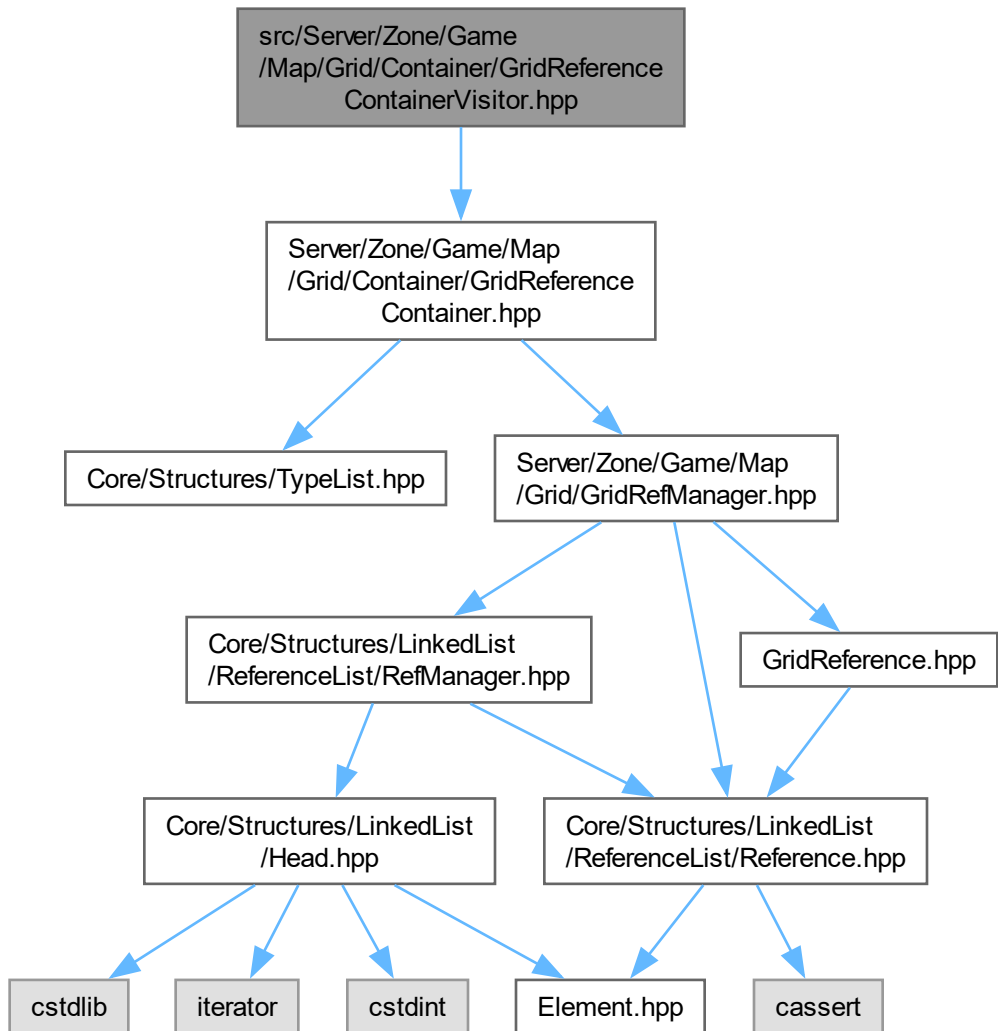 src/Server/Zone/Game
/Map/Grid/Container/GridReference
ContainerVisitor.hpp
Server/Zone/Game/Map
/Grid/Container/GridReference
Container.hpp
Core/Structures/TypeList.hpp
Server/Zone/Game/Map
/Grid/GridRefManager.hpp
Core/Structures/LinkedList
/ReferenceList/RefManager.hpp
GridReference.hpp
Core/Structures/LinkedList
/Head.hpp
Core/Structures/LinkedList
/ReferenceList/Reference.hpp
cstdlib
iterator
cstdint
Element.hpp
cassert